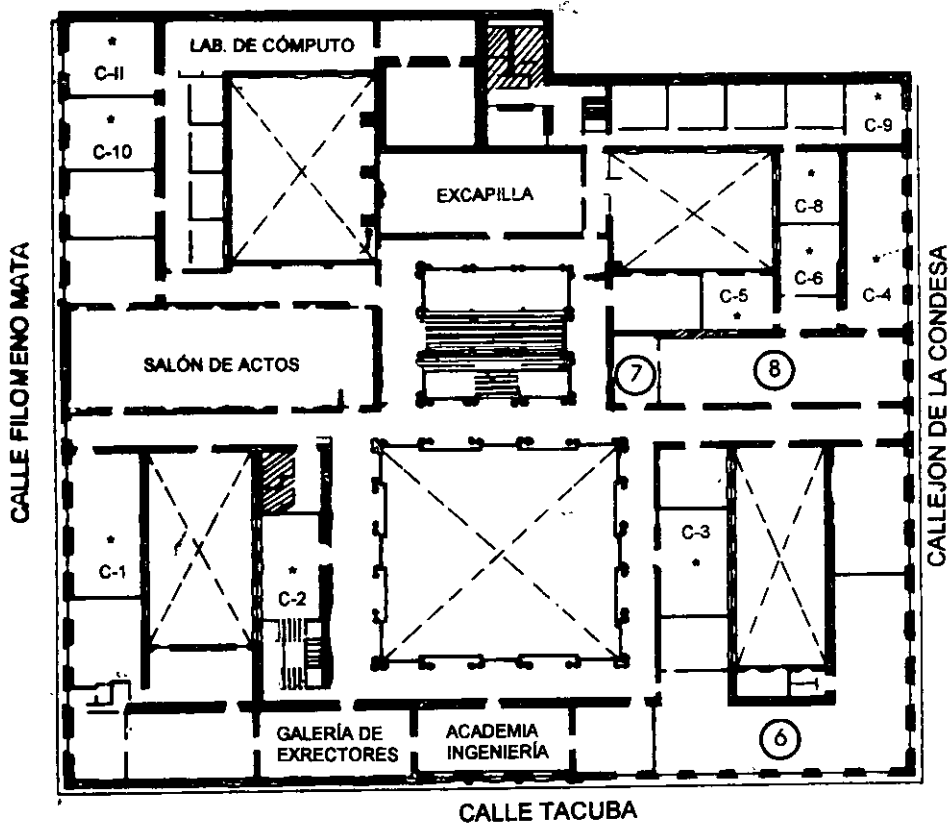 LAB. DE CÓMPUTO
* C-11
* C-10
* C-9
EXCAPILLA
* C-8
* C-6
* C-4
C-5 *
CALLE FILOMENO MATA
SALÓN DE ACTOS
7
8
CALLEJON DE LA CONDESA
* C-1
* C-2
C-3 *
GALERÍA DE
EXRECTORES
ACADEMIA
INGENIERÍA
6
CALLE TACUBA